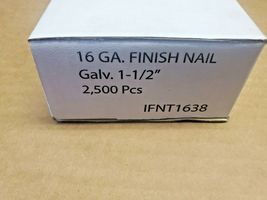 16 GA. FINISH NAIL
Galv. 1-1/2"
2,500 Pcs
IFNT1638